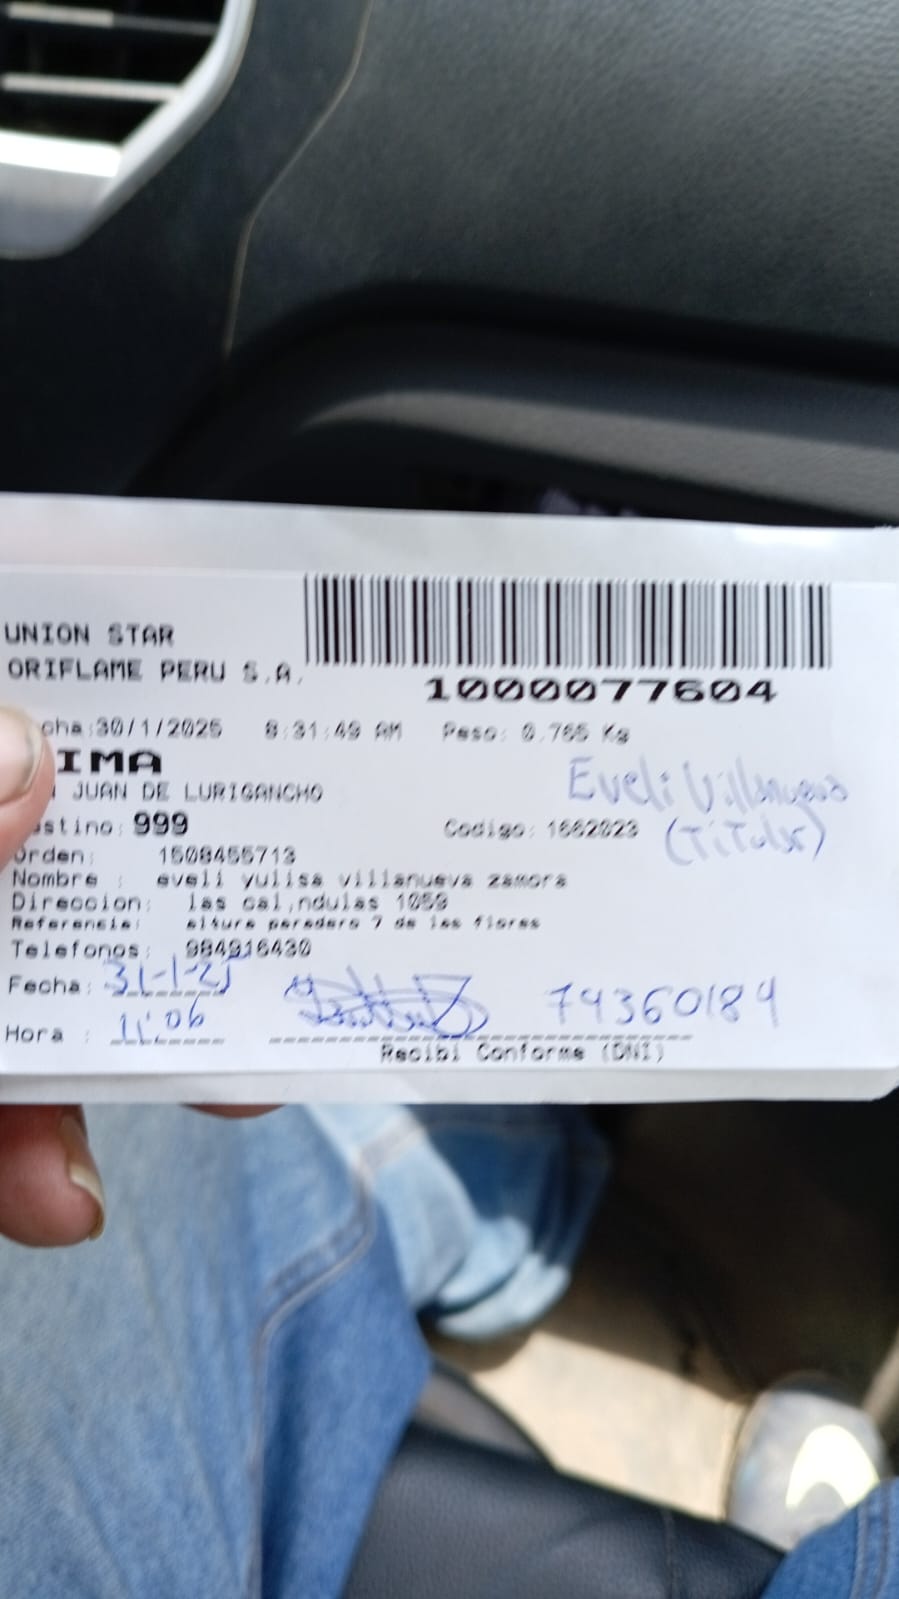 UNION STAR
ORIFLAME PERU S.A.
1000077604
cha:30/1/2025 8:31:49 AM Peso: 0.765 Kg
IMA
JUAN DE LURIGANCHO
Eveli Villanueva
(Titular)
stino: 999 Codigo: 1662023
Orden: 1508455713
Nombre : eveli yulisa villanueva zamora
Direccion: las cal,ndulas 1059
Referencia: altura paradero 7 de las flores
Telefonos: 984916430
Fecha: 31-1-25
74360184
Hora : 11:06
Recibi Conforme (DNI)